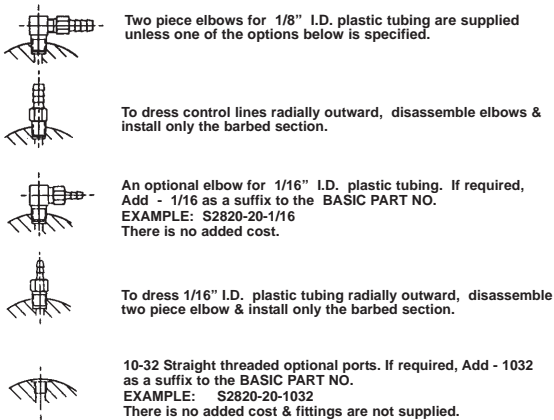 Two piece elbows for 1/8” I.D. plastic tubing are supplied
unless one of the options below is specified.
To dress control lines radially outward, disassemble elbows &
install only the barbed section.
An optional elbow for 1/16” I.D. plastic tubing. If required,
Add - 1/16 as a suffix to the BASIC PART NO.
EXAMPLE: S2820-20-1/16
There is no added cost.
To dress 1/16” I.D. plastic tubing radially outward, disassemble
two piece elbow & install only the barbed section.
10-32 Straight threaded optional ports. If required, Add - 1032
as a suffix to the BASIC PART NO.
EXAMPLE: S2820-20-1032
There is no added cost & fittings are not supplied.